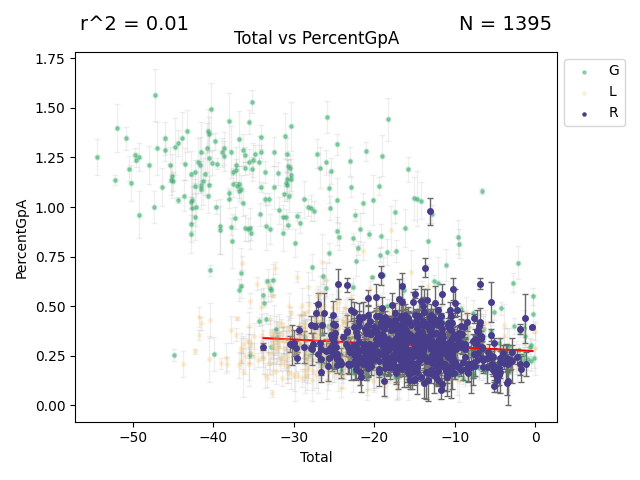 r^2 = 0.01
N = 1395
Total vs PercentGpA
1.75
1.50
1.25
1.00
0.75
0.50
0.25
0.00
PercentGpA
−50
−40
−30
−20
−10
0
Total
G
L
R